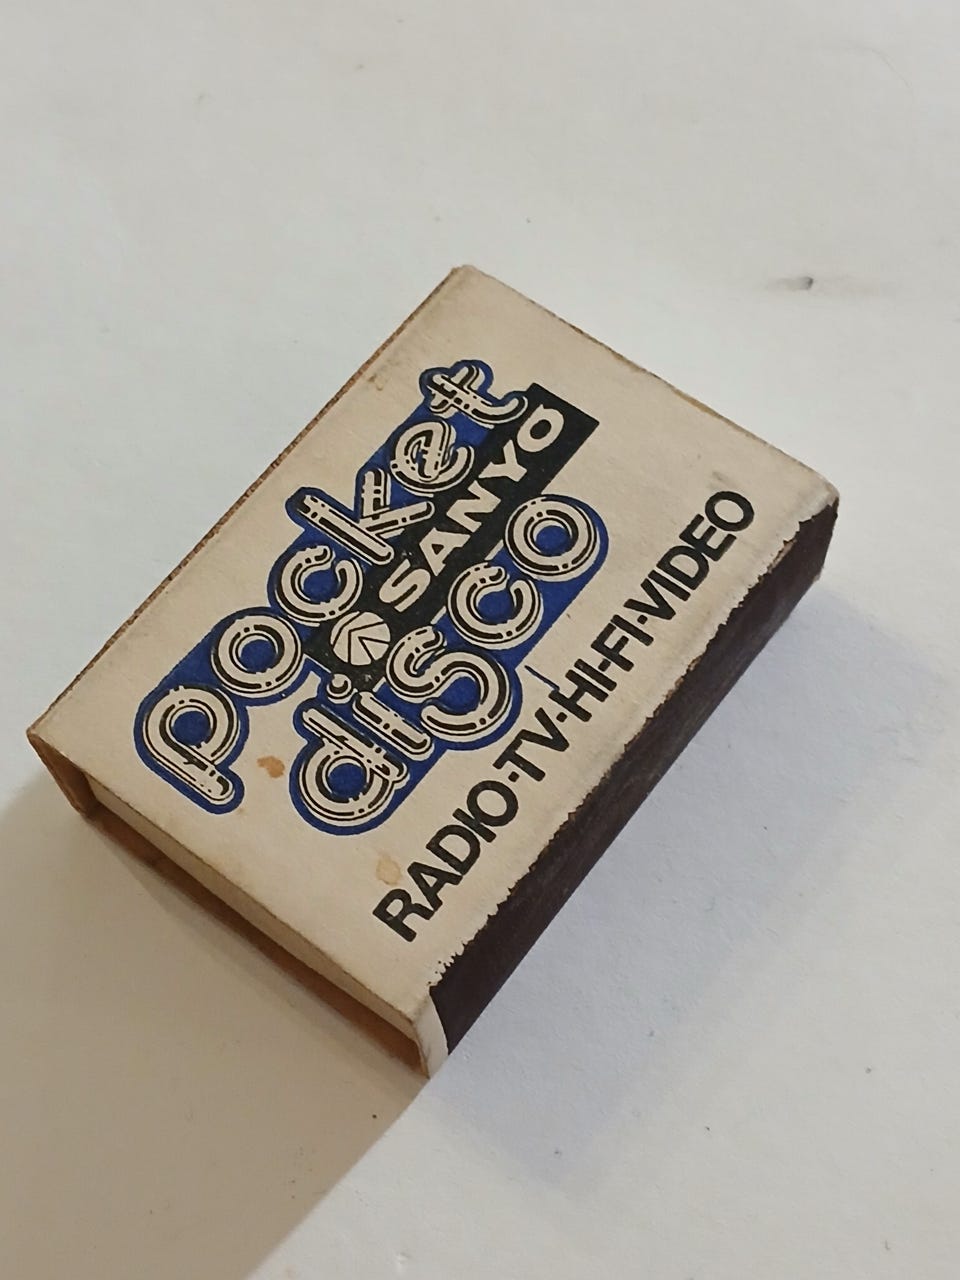 pocket
SANYO
disco
RADIO·TV·HI-FI·VIDEO